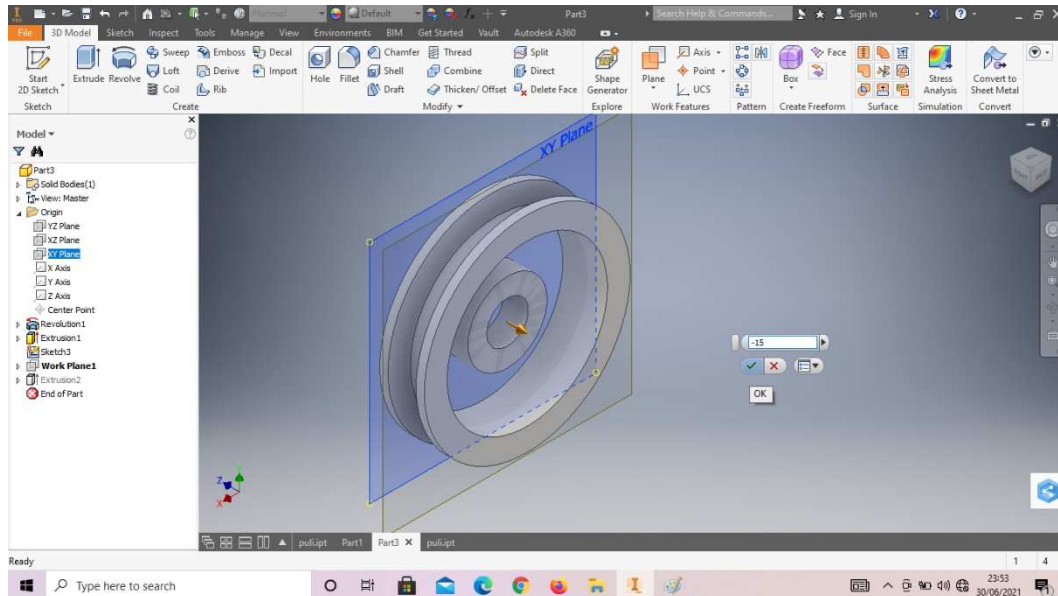 Material
Default
Part3
Search Help & Commands...
Sign In
File 3D Model Sketch Inspect Tools Manage View Environments BIM Get Started Vault Autodesk A360
Start
2D Sketch
Extrude Revolve
Sweep Emboss Decal
Loft Derive Import
Coil Rib
Hole Fillet
Chamfer Thread Split
Shell Combine Direct
Draft Thicken/ Offset Delete Face
Shape
Generator
Plane
Axis
Point
UCS
Box
Face
Stress
Analysis
Convert to
Sheet Metal
Sketch Create Modify Explore Work Features Pattern Create Freeform Surface Simulation Convert
Model
Part3
Solid Bodies(1)
View: Master
Origin
YZ Plane
XZ Plane
XY Plane
X Axis
Y Axis
Z Axis
Center Point
Revolution1
Extrusion1
Sketch3
Work Plane1
Extrusion2
End of Part
XY Plane
-15
OK
Z Y
X
puli.ipt Part1 Part3 puli.ipt
Ready 1 4
Type here to search
23:53
30/06/2021